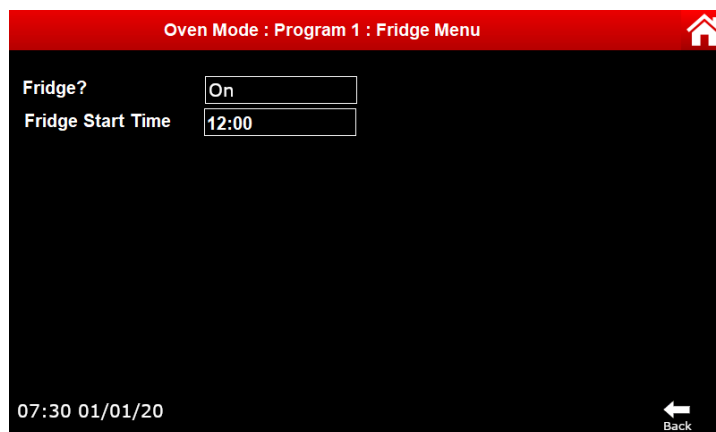 Oven Mode : Program 1 : Fridge Menu
Fridge? On
Fridge Start Time 12:00
07:30 01/01/20
Back